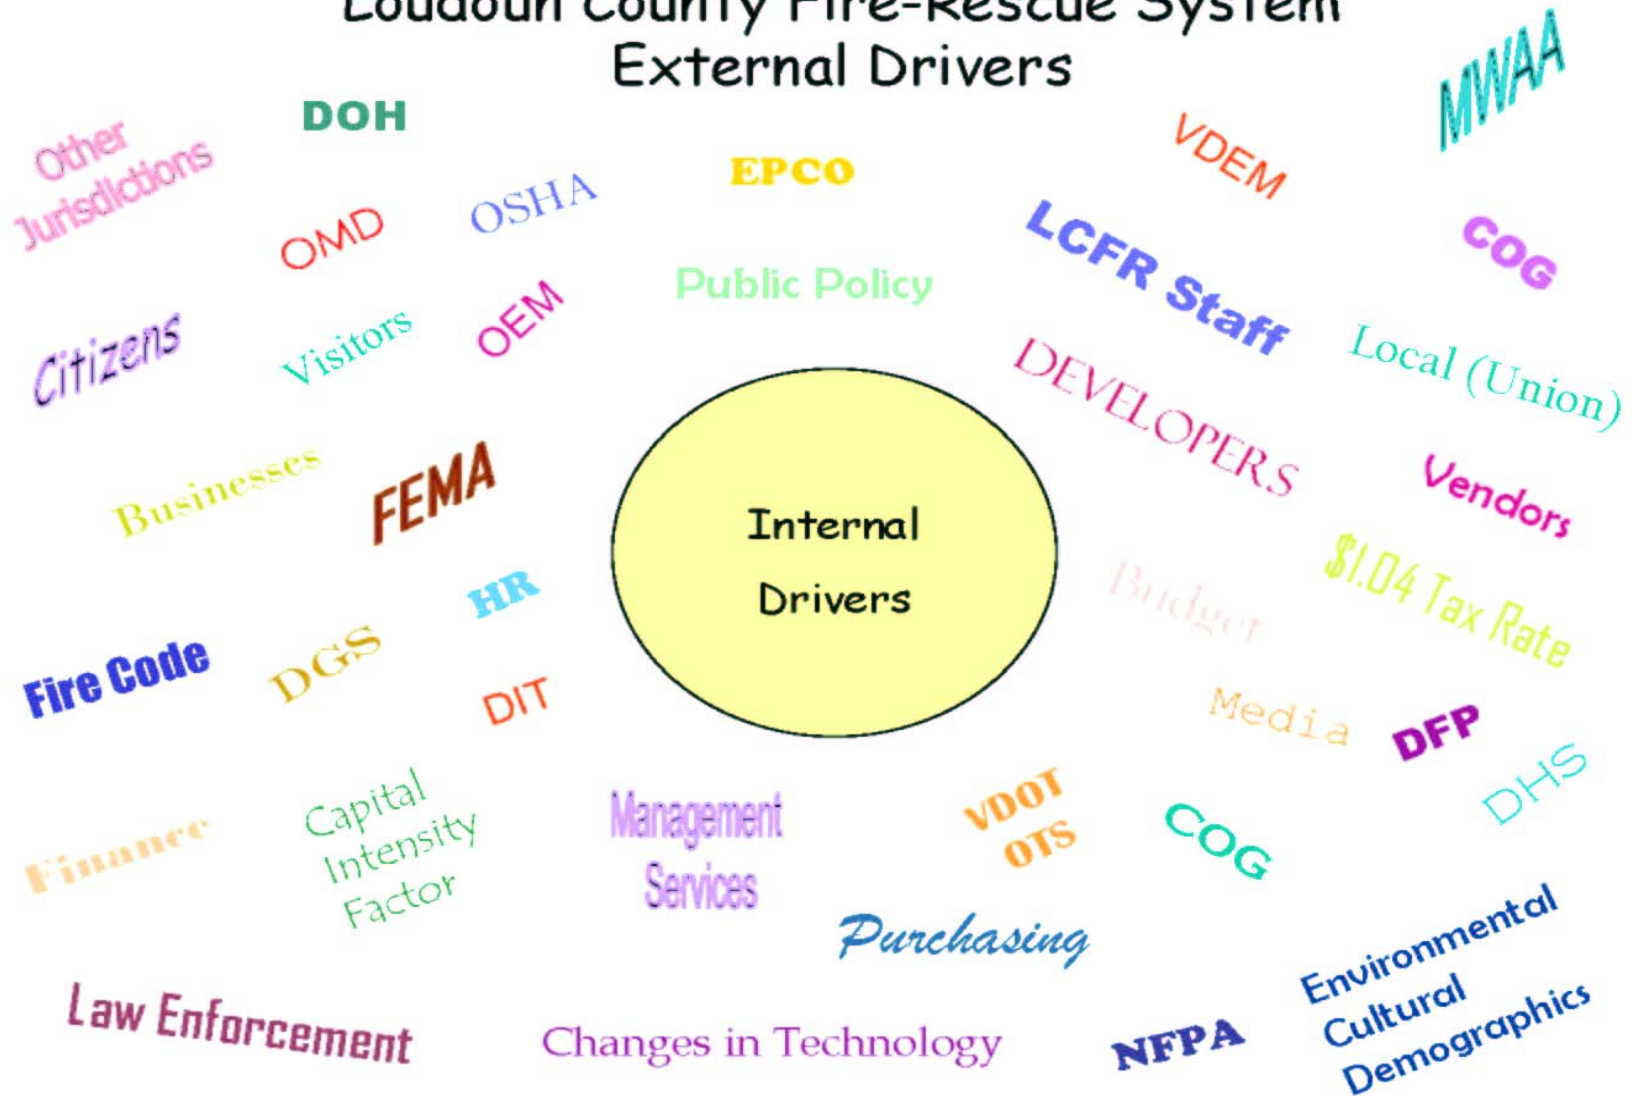 Loudoun County Fire-Rescue System
External Drivers
MWAA
DOH
Other
Jurisdictions
VDEM
EPCO
OSHA
OMD
LCFR Staff
COG
Public Policy
OEM
Citizens
Visitors
Local (Union)
DEVELOPERS
Businesses
FEMA
Vendors
Internal
Drivers
$1.04 Tax Rate
HR
Budget
Fire Code
DGS
DIT
Media
DFP
DHS
Capital
Intensity
Factor
Management
Services
VDOT
OTS
COG
Finance
Purchasing
Environmental
Cultural
Demographics
Law Enforcement
Changes in Technology
NFPA